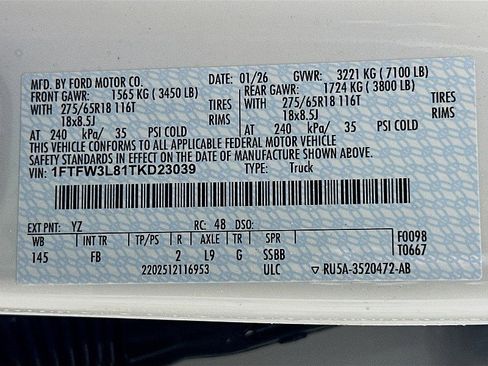 MFD. BY FORD MOTOR CO. DATE: 01/26 GVWR: 3221 KG (7100 LB)
FRONT GAWR: 1565 KG (3450 LB) REAR GAWR: 1724 KG (3800 LB)
WITH 275/65R18 116T TIRES WITH 275/65R18 116T TIRES
18x8.5J RIMS 18x8.5J RIMS
AT 240 kPa/ 35 PSI COLD AT 240 kPa/ 35 PSI COLD
THIS VEHICLE CONFORMS TO ALL APPLICABLE FEDERAL MOTOR VEHICLE
SAFETY STANDARDS IN EFFECT ON THE DATE OF MANUFACTURE SHOWN ABOVE.
VIN: 1FTFW3L81TKD23039 TYPE: Truck
EXT PNT: YZ RC: 48 DSO: F0098
WB INT TR TP/PS R AXLE TR SPR T0667
145 FB 2 L9 G SSBB
2202512116953 ULC RU5A-3520472-AB